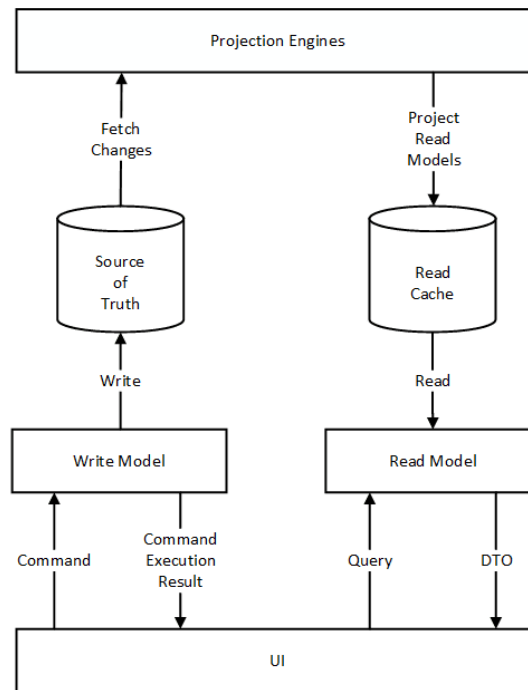 Projection Engines
Fetch
Changes
Project
Read
Models
Source
of
Truth
Read
Cache
Write
Read
Write Model
Read Model
Command
Command
Execution
Result
Query
DTO
UI